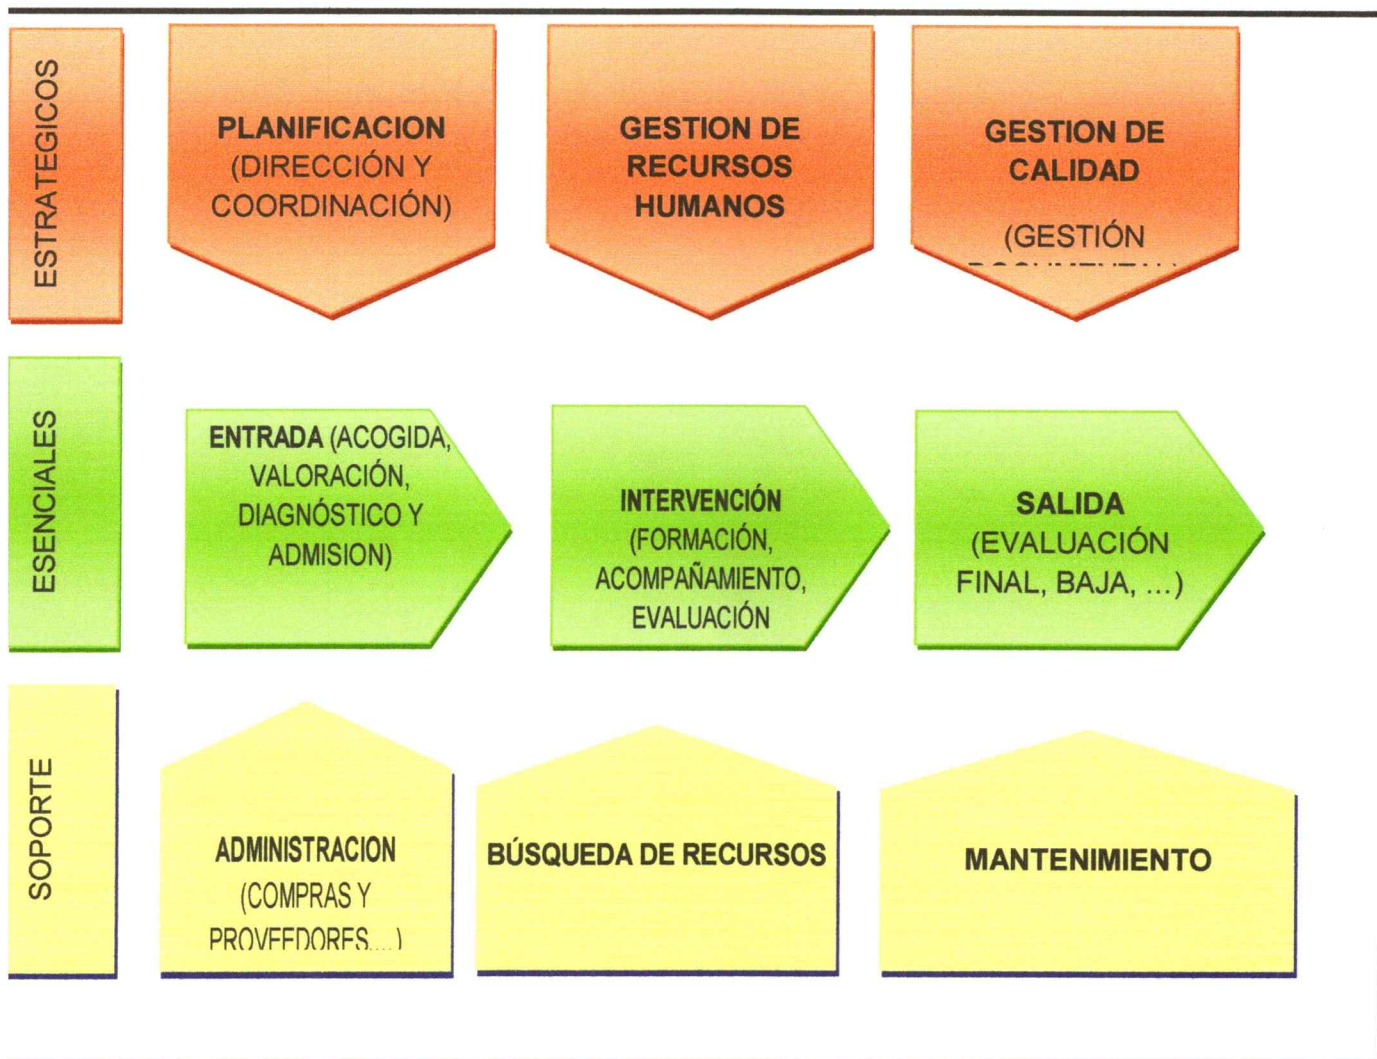 ESTRATEGICOS
PLANIFICACION
(DIRECCIÓN Y
COORDINACIÓN)
GESTION DE
RECURSOS
HUMANOS
GESTION DE
CALIDAD
(GESTIÓN
ESENCIALES
ENTRADA (ACOGIDA,
VALORACIÓN,
DIAGNÓSTICO Y
ADMISION)
INTERVENCIÓN
(FORMACIÓN,
ACOMPAÑAMIENTO,
EVALUACIÓN
SALIDA
(EVALUACIÓN
FINAL, BAJA, ...)
SOPORTE
ADMINISTRACION
(COMPRAS Y
PROVEEDORES....)
BÚSQUEDA DE RECURSOS
MANTENIMIENTO